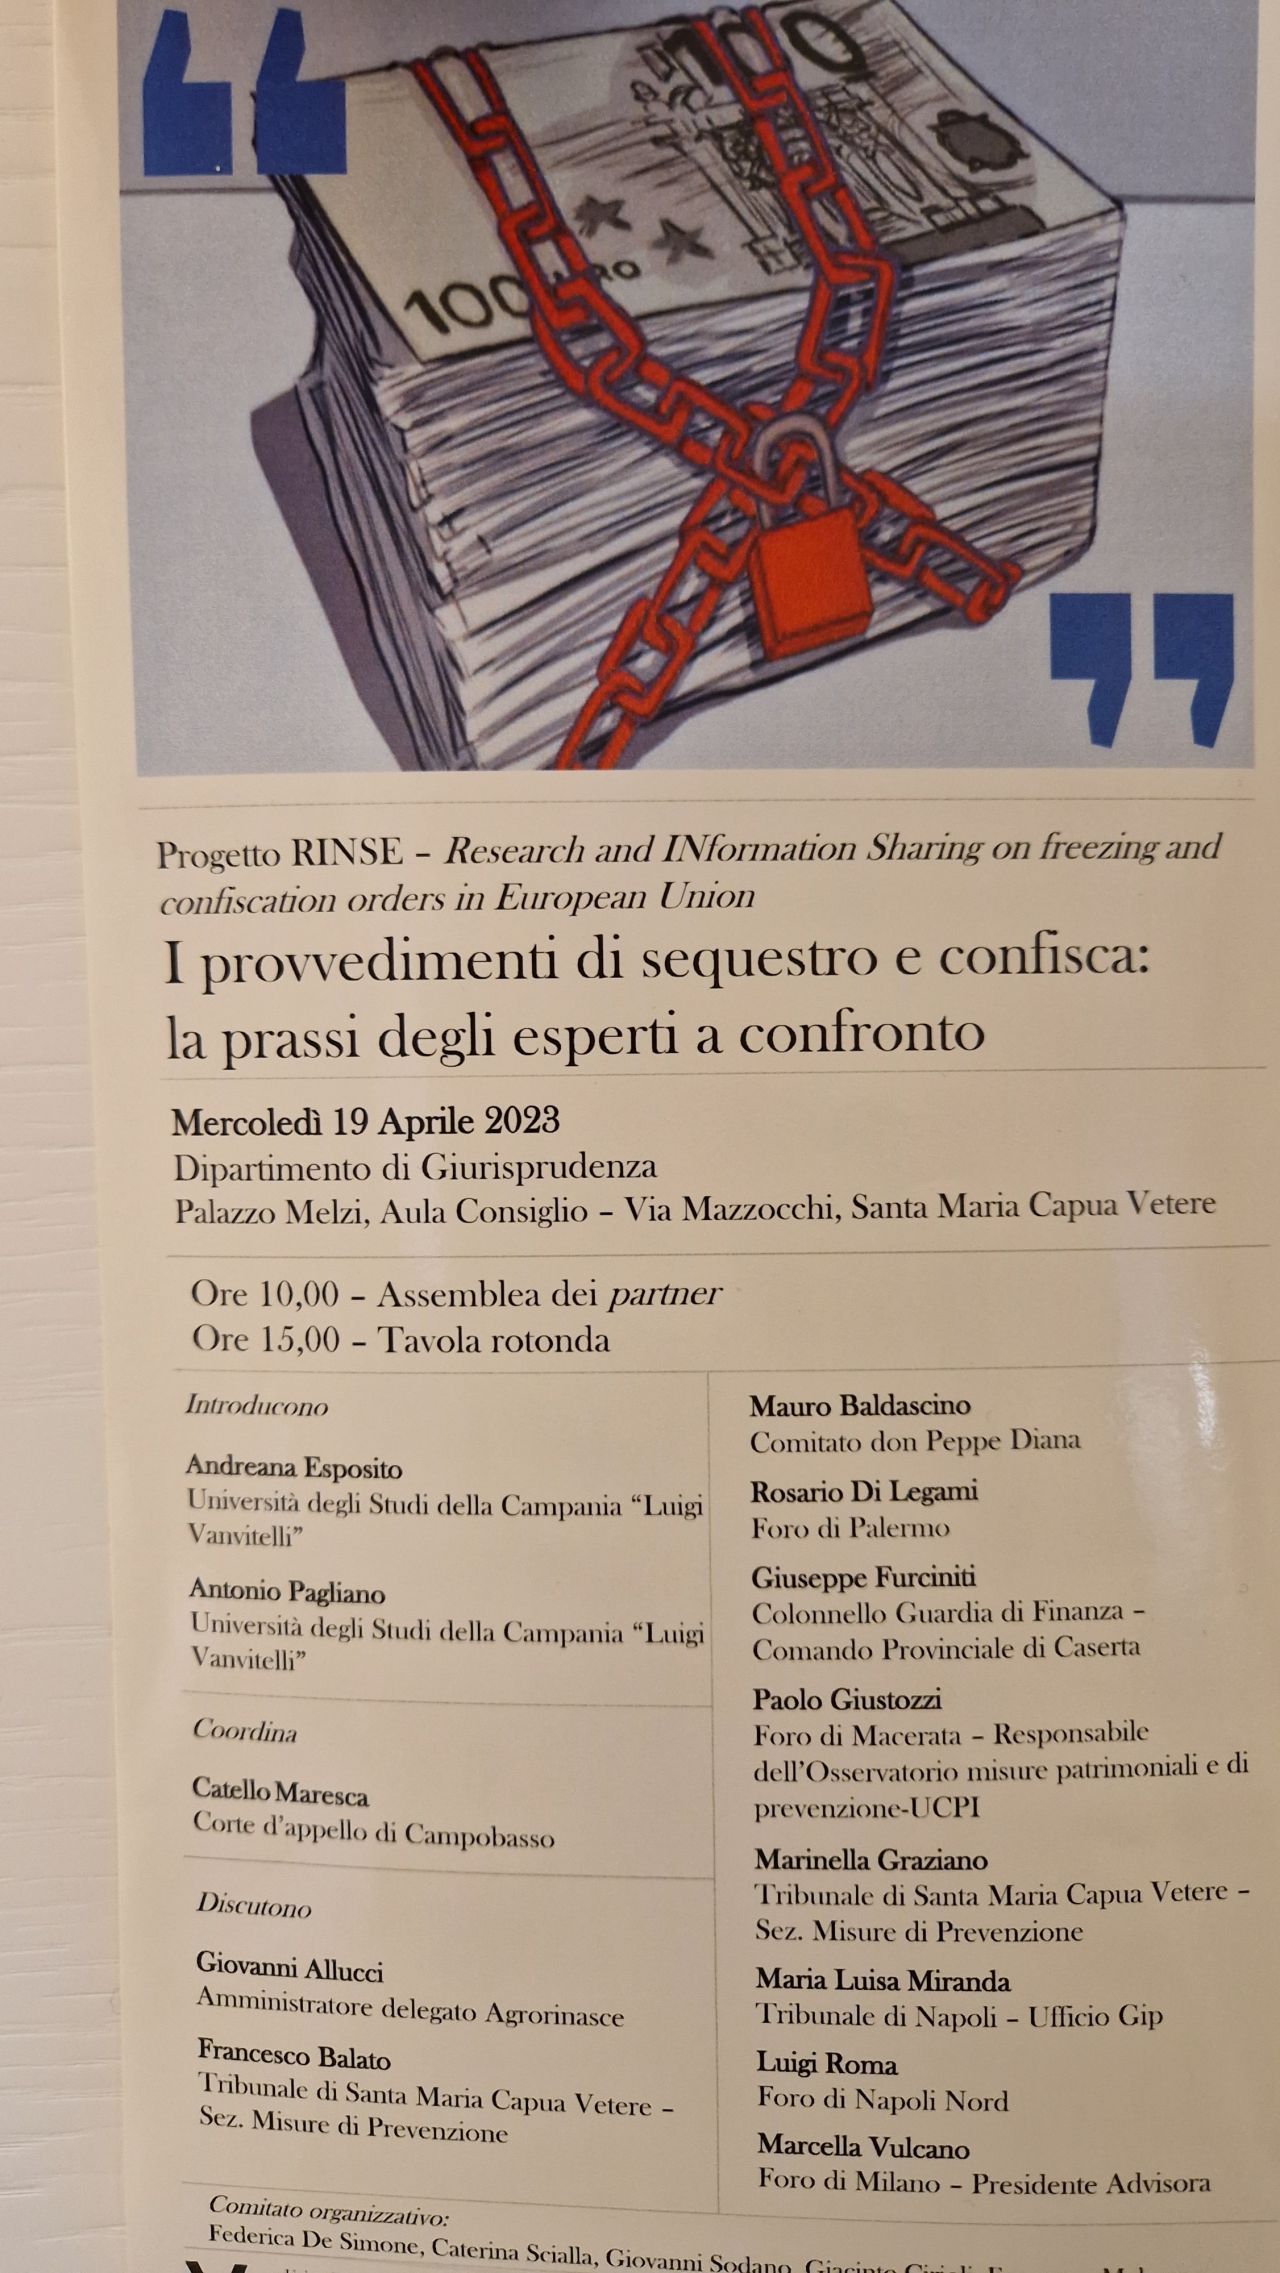 100 EURO
100
Progetto RINSE – Research and INformation Sharing on freezing and
confiscation orders in European Union
I provvedimenti di sequestro e confisca:
la prassi degli esperti a confronto
Mercoledì 19 Aprile 2023
Dipartimento di Giurisprudenza
Palazzo Melzi, Aula Consiglio – Via Mazzocchi, Santa Maria Capua Vetere
Ore 10,00 – Assemblea dei partner
Ore 15,00 – Tavola rotonda
Introducono
Andreana Esposito
Università degli Studi della Campania “Luigi
Vanvitelli”
Antonio Pagliano
Università degli Studi della Campania “Luigi
Vanvitelli”
Coordina
Catello Maresca
Corte d’appello di Campobasso
Discutono
Giovanni Allucci
Amministratore delegato Agrorinasce
Francesco Balato
Tribunale di Santa Maria Capua Vetere –
Sez. Misure di Prevenzione
Mauro Baldascino
Comitato don Peppe Diana
Rosario Di Legami
Foro di Palermo
Giuseppe Furciniti
Colonnello Guardia di Finanza –
Comando Provinciale di Caserta
Paolo Giustozzi
Foro di Macerata – Responsabile
dell’Osservatorio misure patrimoniali e di
prevenzione-UCPI
Marinella Graziano
Tribunale di Santa Maria Capua Vetere –
Sez. Misure di Prevenzione
Maria Luisa Miranda
Tribunale di Napoli – Ufficio Gip
Luigi Roma
Foro di Napoli Nord
Marcella Vulcano
Foro di Milano – Presidente Advisora
Comitato organizzativo:
Federica De Simone, Caterina Scialla, Giovanni Sodano,